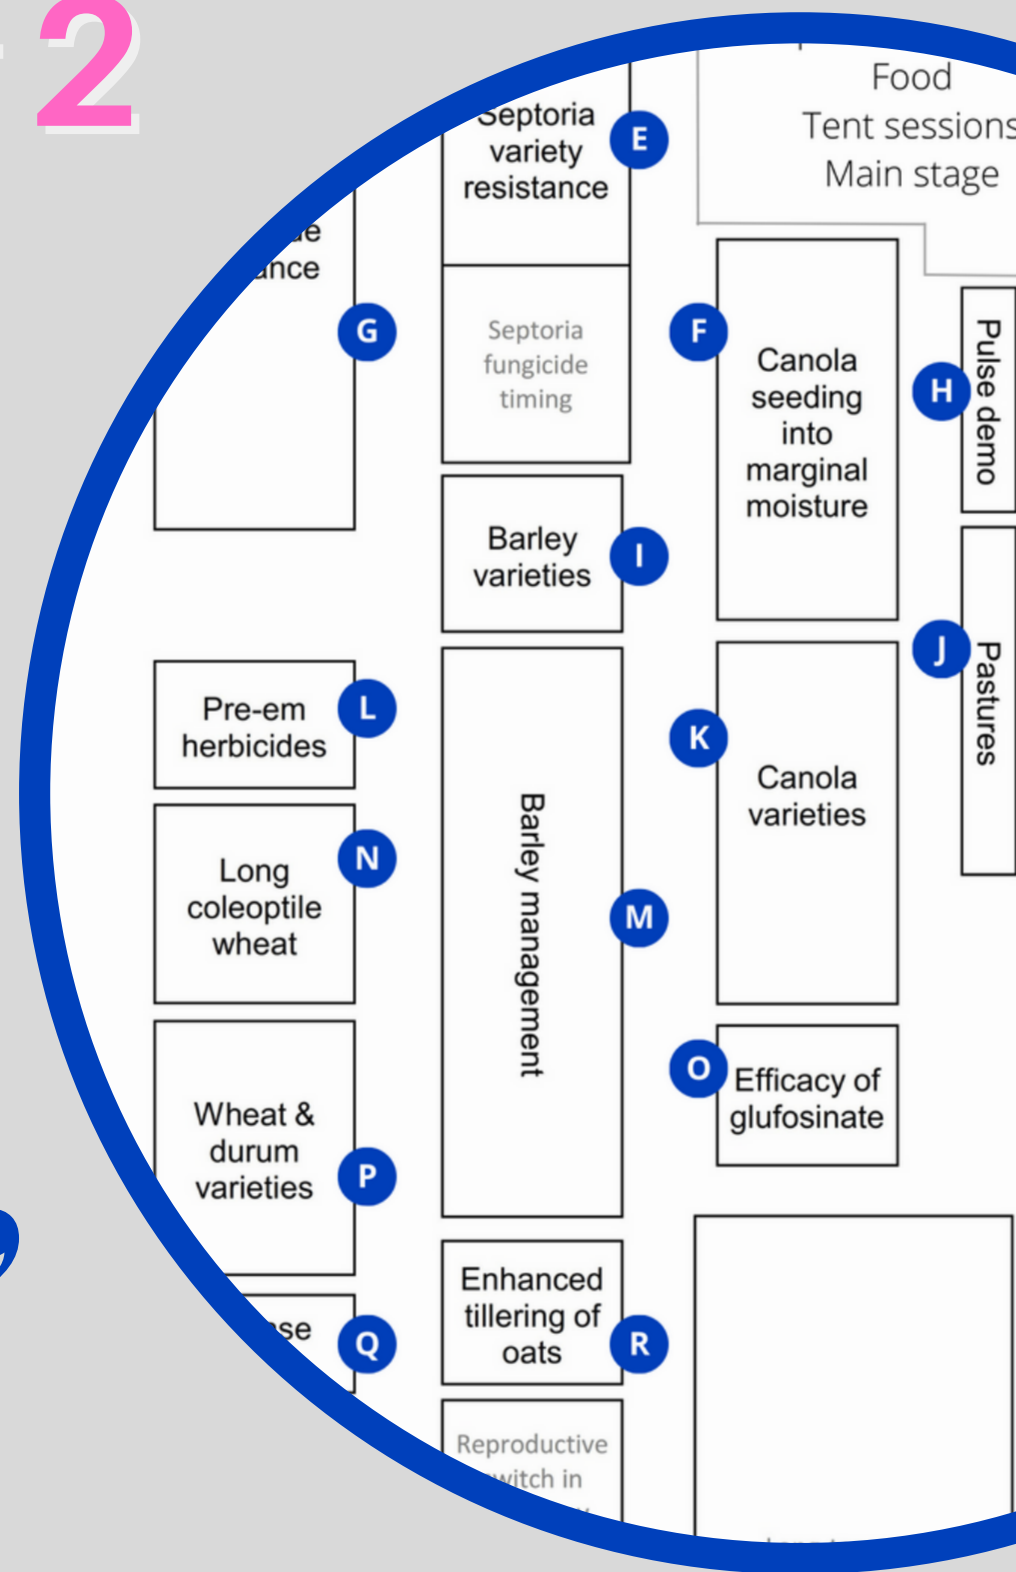 2
Food
Tent sessions
Main stage
Septoria
variety
resistance
E
G
Septoria
fungicide
timing
F
Canola
seeding
into
marginal
moisture
H
Pulse demo
Barley
varieties
I
J
Pastures
Pre-em
herbicides
L
K
Canola
varieties
Long
coleoptile
wheat
N
Barley management
M
O
Efficacy of
glufosinate
Wheat &
durum
varieties
P
Enhanced
tillering of
oats
R
Q
Reproductive
in